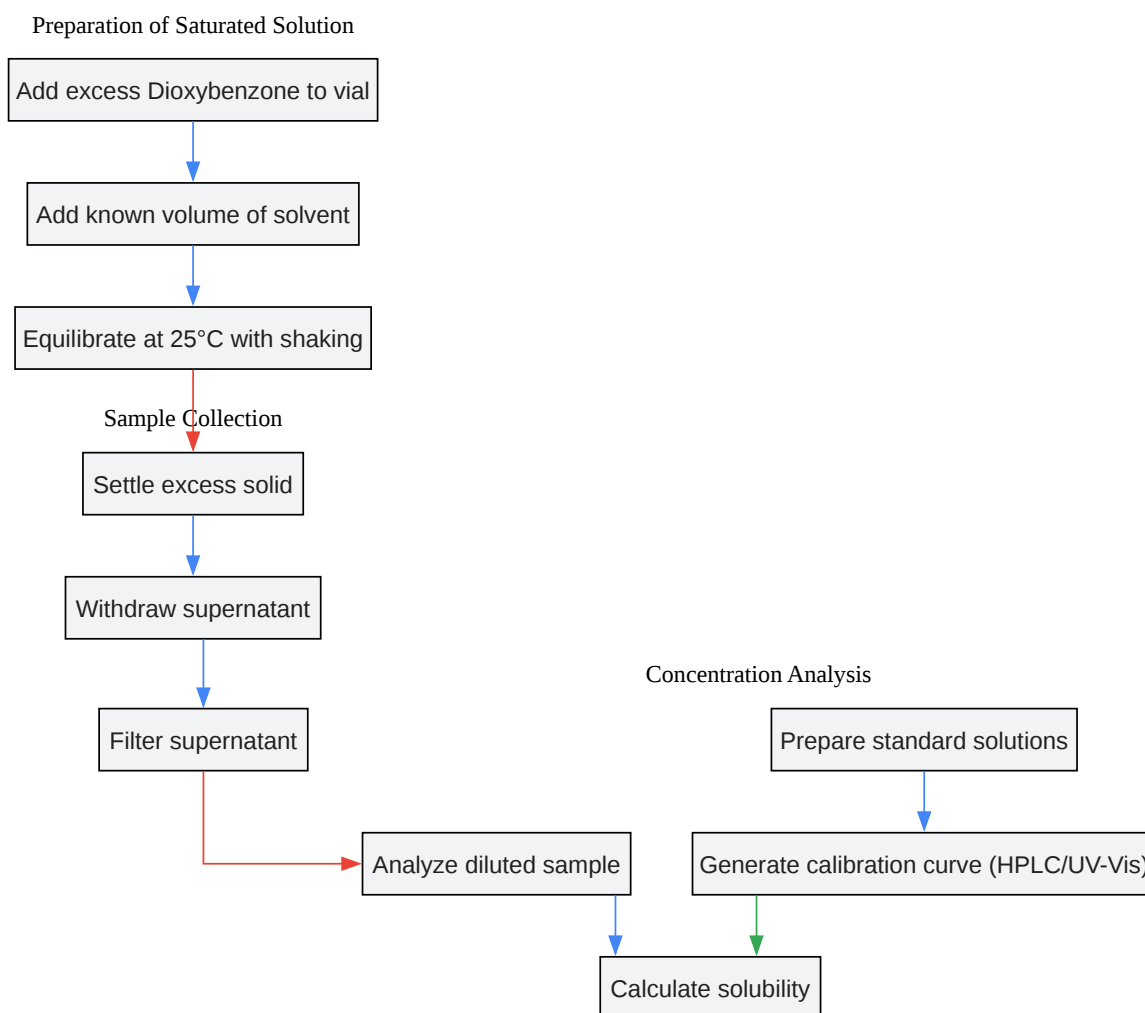 Preparation of Saturated Solution
Add excess Dioxybenzone to vial
Add known volume of solvent
Equilibrate at 25°C with shaking
Sample Collection
Settle excess solid
Withdraw supernatant
Filter supernatant
Concentration Analysis
Prepare standard solutions
Analyze diluted sample
Generate calibration curve (HPLC/UV-Vis)
Calculate solubility